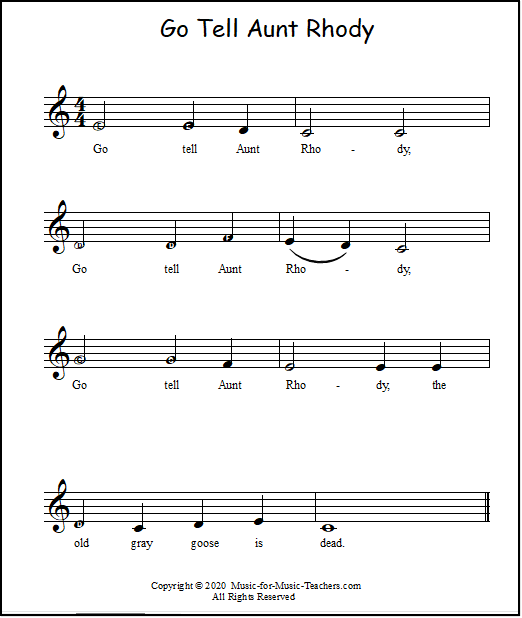 Go Tell Aunt Rhody
4
4
Go tell Aunt Rho - dy,
Go tell Aunt Rho - dy,
Go tell Aunt Rho - dy, the
old gray goose is dead.
Copyright © 2020 Music-for-Music-Teachers.com
All Rights Reserved